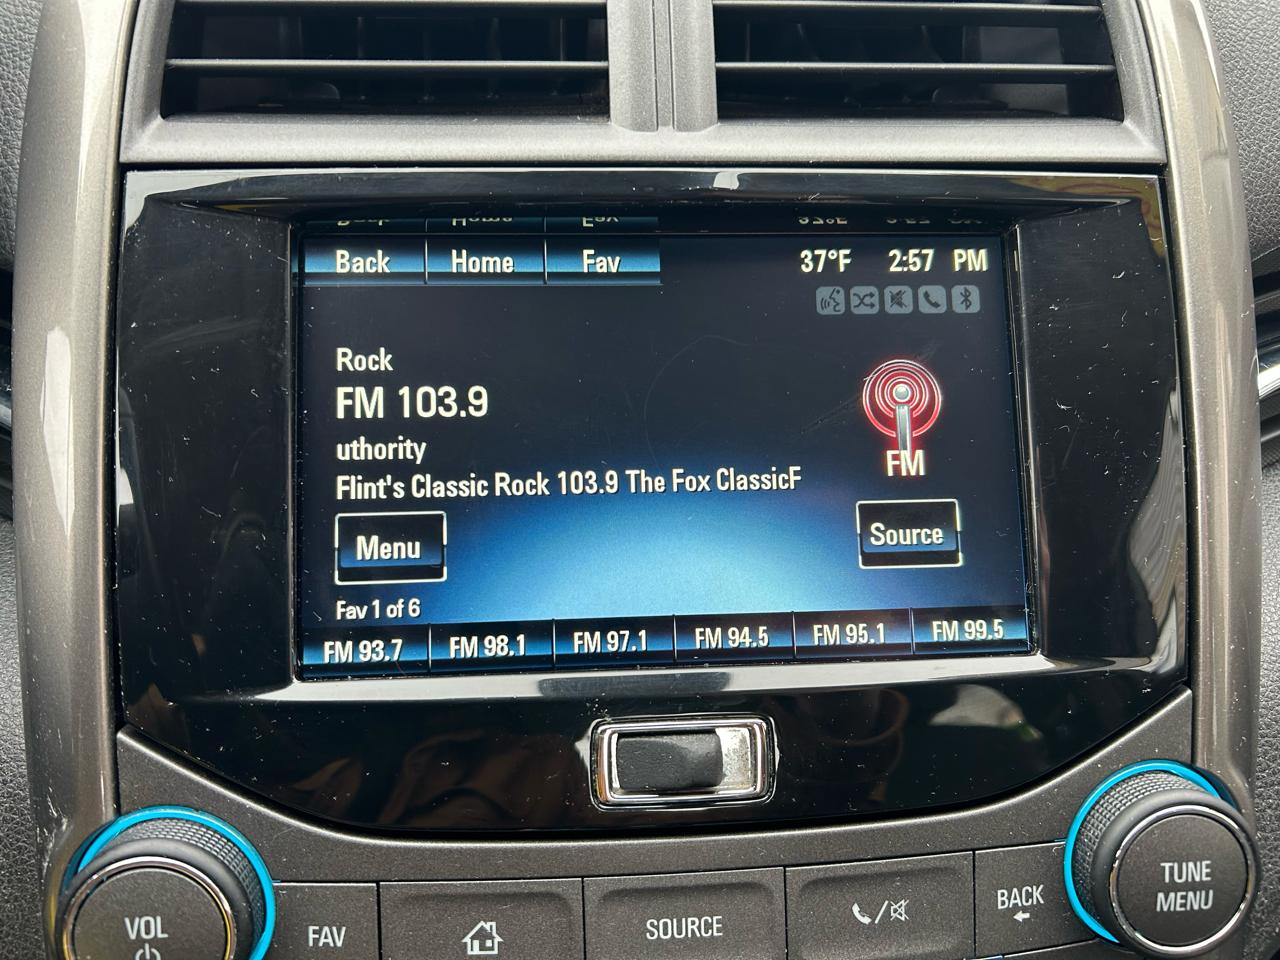 Back Home Fav 37°F 2:57 PM
Rock
FM 103.9
uthority
Flint's Classic Rock 103.9 The Fox ClassicF
FM
Menu Source
Fav 1 of 6
FM 93.7 FM 98.1 FM 97.1 FM 94.5 FM 95.1 FM 99.5
VOL FAV SOURCE BACK TUNE
MENU